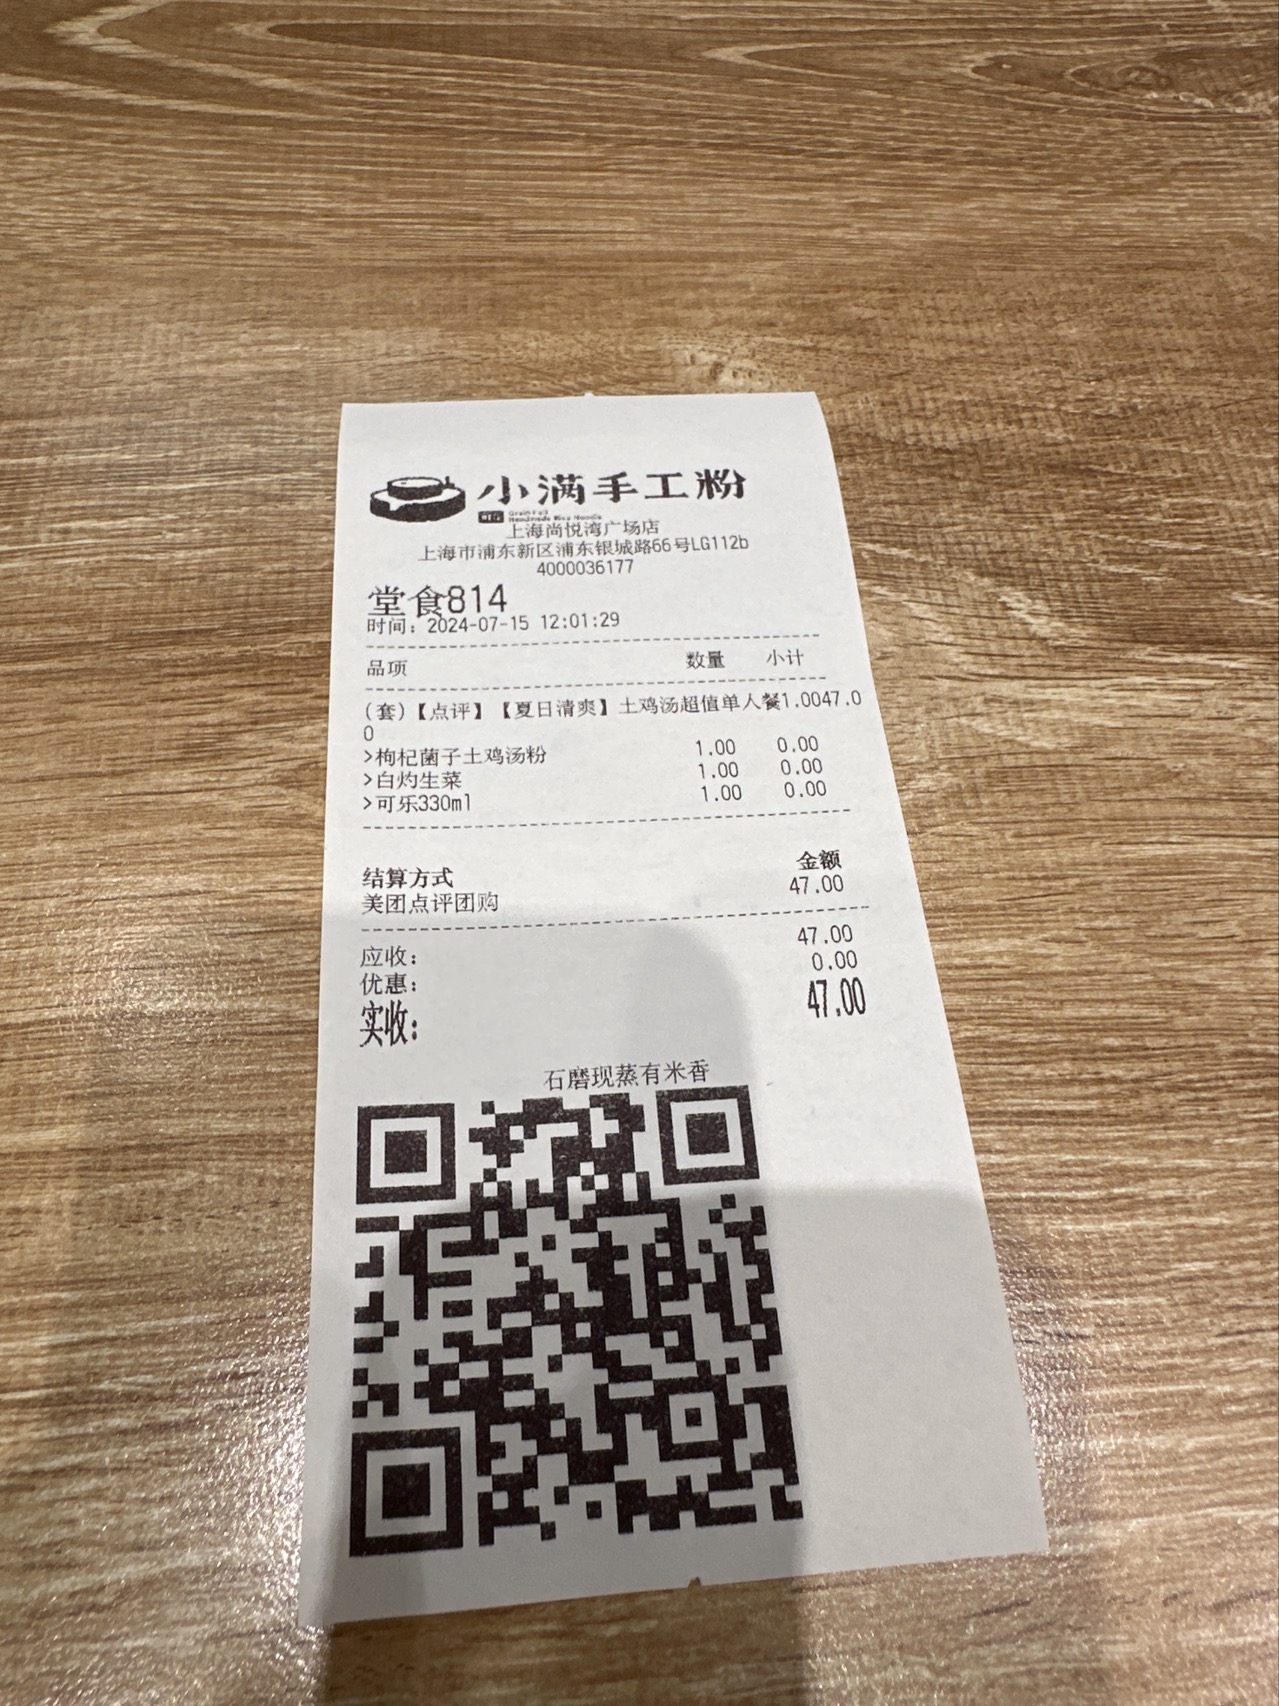 小满手工粉
Grain Full
Handmade Rice Noodle
上海尚悦湾广场店
上海市浦东新区浦东银城路66号LG112b
4000036177
堂食814
时间：2024-07-15 12:01:29
品项 数量 小计
(套)【点评】【夏日清爽】土鸡汤超值单人餐1.0047.0
0
>枸杞菌子土鸡汤粉 1.00 0.00
>白灼生菜 1.00 0.00
>可乐330ml 1.00 0.00
结算方式 金额
美团点评团购 47.00
应收： 47.00
优惠： 0.00
实收： 47.00
石磨现蒸有米香